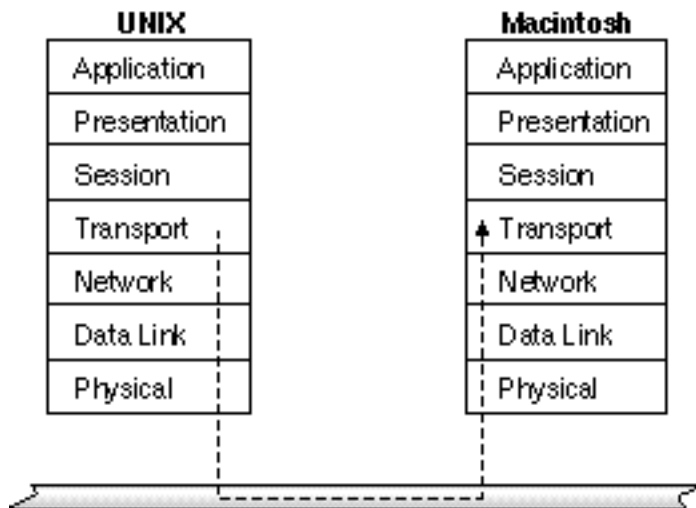 UNIX
Application
Presentation
Session
Transport
Network
Data Link
Physical
Macintosh
Application
Presentation
Session
Transport
Network
Data Link
Physical